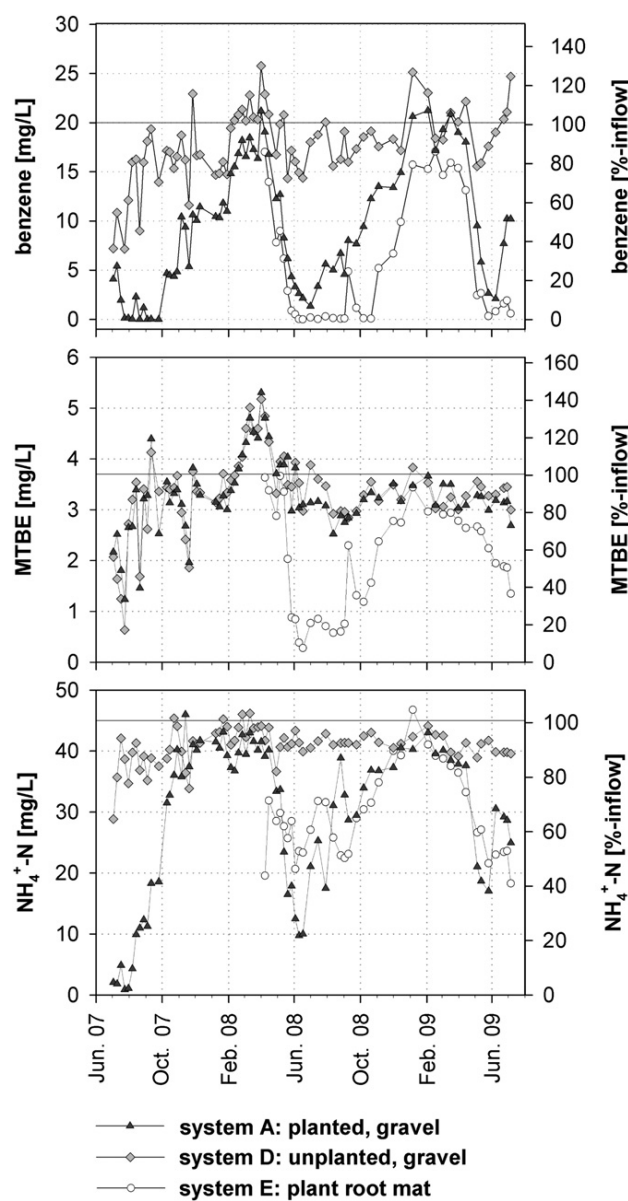 30
25
20
15
10
5
0
benzene [mg/L]
140
120
100
80
60
40
20
0
benzene [%-inflow]
6
5
4
3
2
1
0
MTBE [mg/L]
160
140
120
100
80
60
40
20
0
MTBE [%-inflow]
50
40
30
20
10
0
NH₄⁺-N [mg/L]
100
80
60
40
20
0
NH₄⁺-N [%-inflow]
Jun. 07
Oct. 07
Feb. 08
Jun. 08
Oct. 08
Feb. 09
Jun. 09
system A: planted, gravel
system D: unplanted, gravel
system E: plant root mat